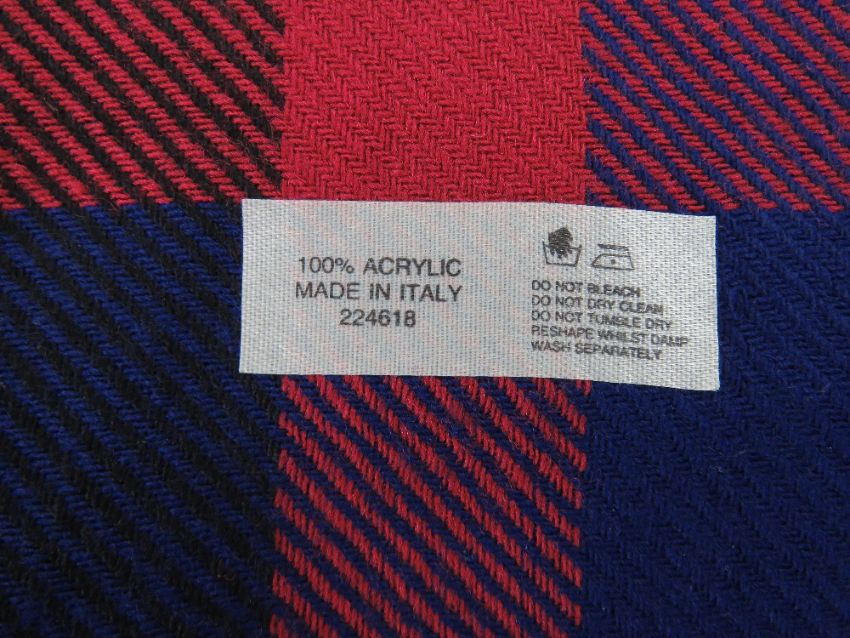 100% ACRYLIC
MADE IN ITALY
224618
DO NOT BLEACH
DO NOT DRY CLEAN
DO NOT TUMBLE DRY
RESHAPE WHILST DAMP
WASH SEPARATELY